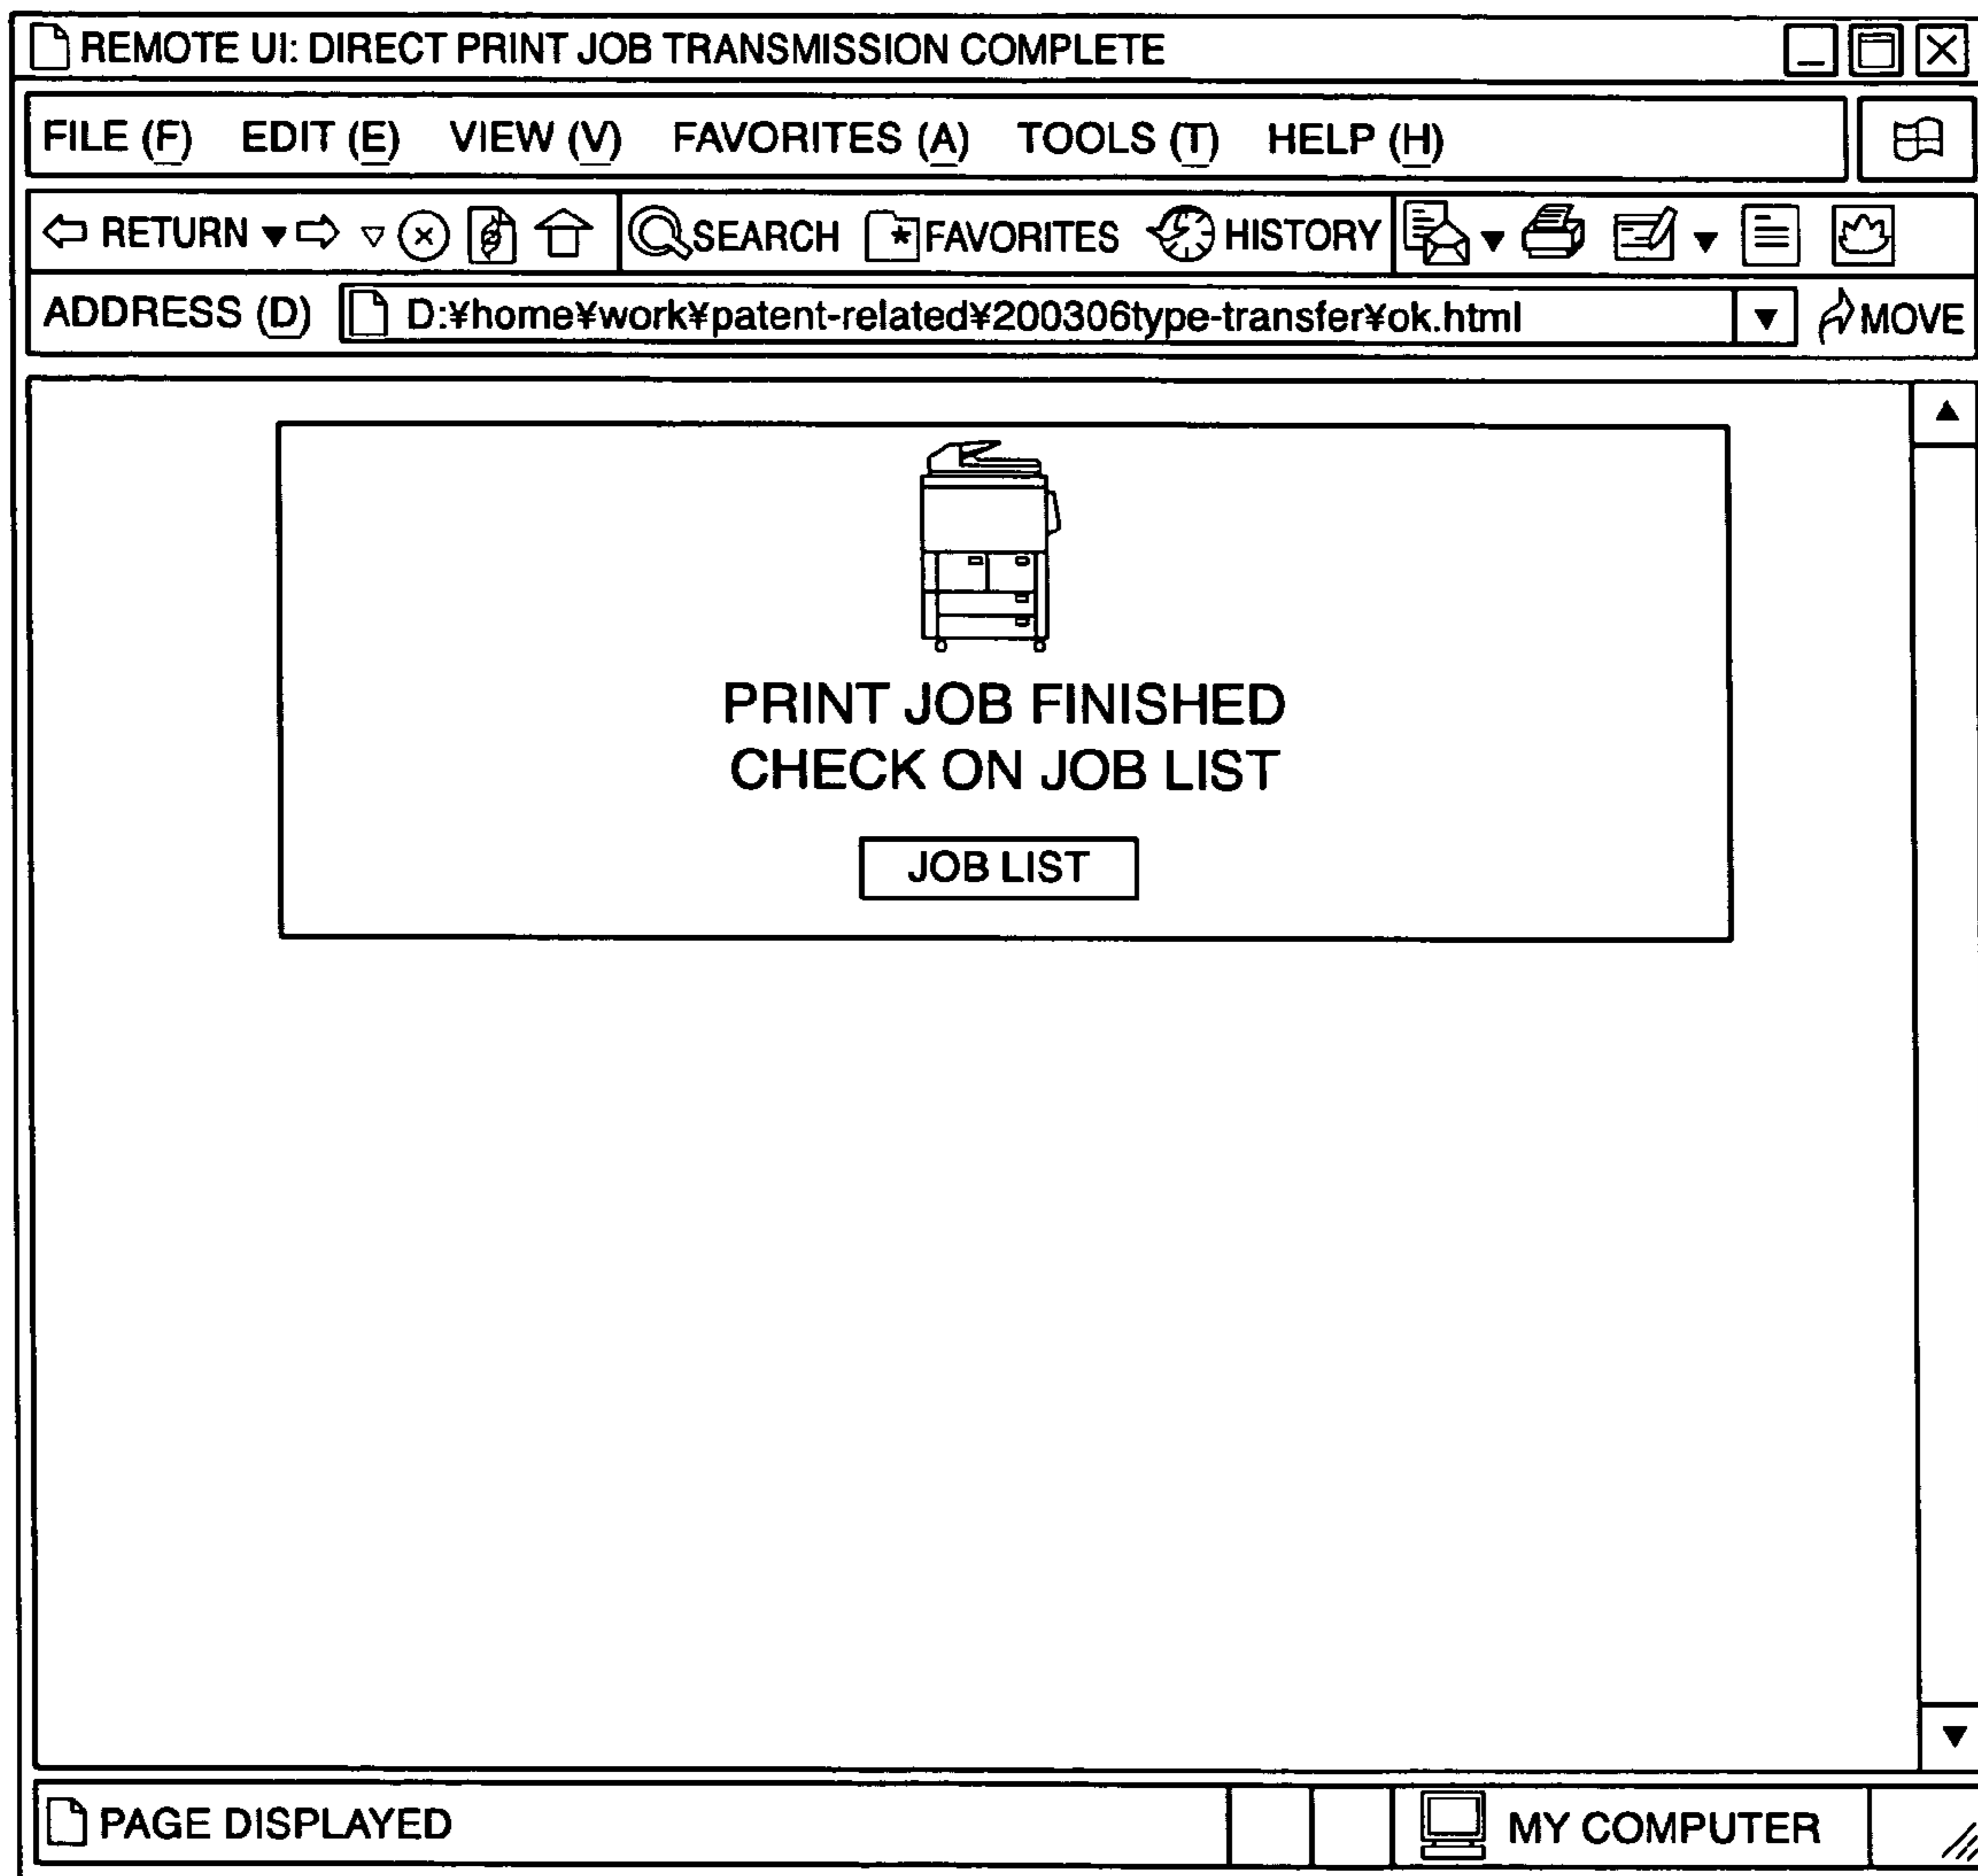 REMOTE UI: DIRECT PRINT JOB TRANSMISSION COMPLETE
FILE (F) EDIT (E) VIEW (V) FAVORITES (A) TOOLS (T) HELP (H)
RETURN SEARCH FAVORITES HISTORY
ADDRESS (D) D:¥home¥work¥patent-related¥200306type-transfer¥ok.html MOVE
PRINT JOB FINISHED
CHECK ON JOB LIST
JOB LIST
PAGE DISPLAYED MY COMPUTER